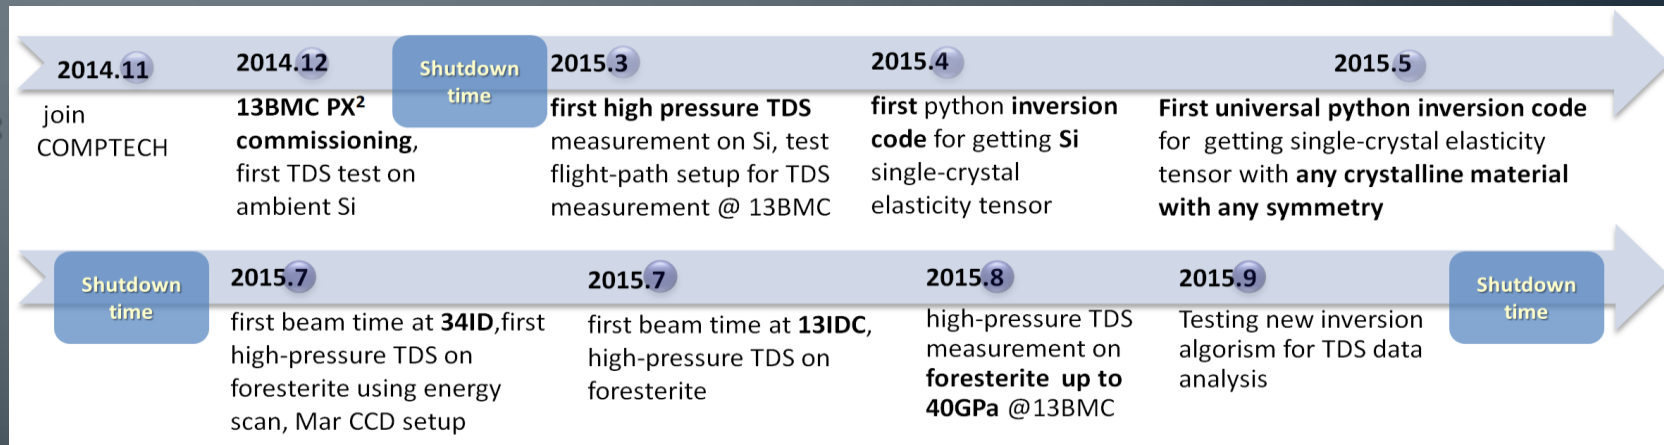 2014.11
join
COMPTECH
2014.12
13BMC PX²
commissioning,
first TDS test on
ambient Si
Shutdown
time
2015.3
first high pressure TDS
measurement on Si, test
flight-path setup for TDS
measurement @ 13BMC
2015.4
first python inversion
code for getting Si
single-crystal
elasticity tensor
2015.5
First universal python inversion code
for getting single-crystal elasticity
tensor with any crystalline material
with any symmetry
Shutdown
time
2015.7
first beam time at 34ID,first
high-pressure TDS on
foresterite using energy
scan, Mar CCD setup
2015.7
first beam time at 13IDC,
high-pressure TDS on
foresterite
2015.8
high-pressure TDS
measurement on
foresterite up to
40GPa @13BMC
2015.9
Testing new inversion
algorism for TDS data
analysis
Shutdown
time